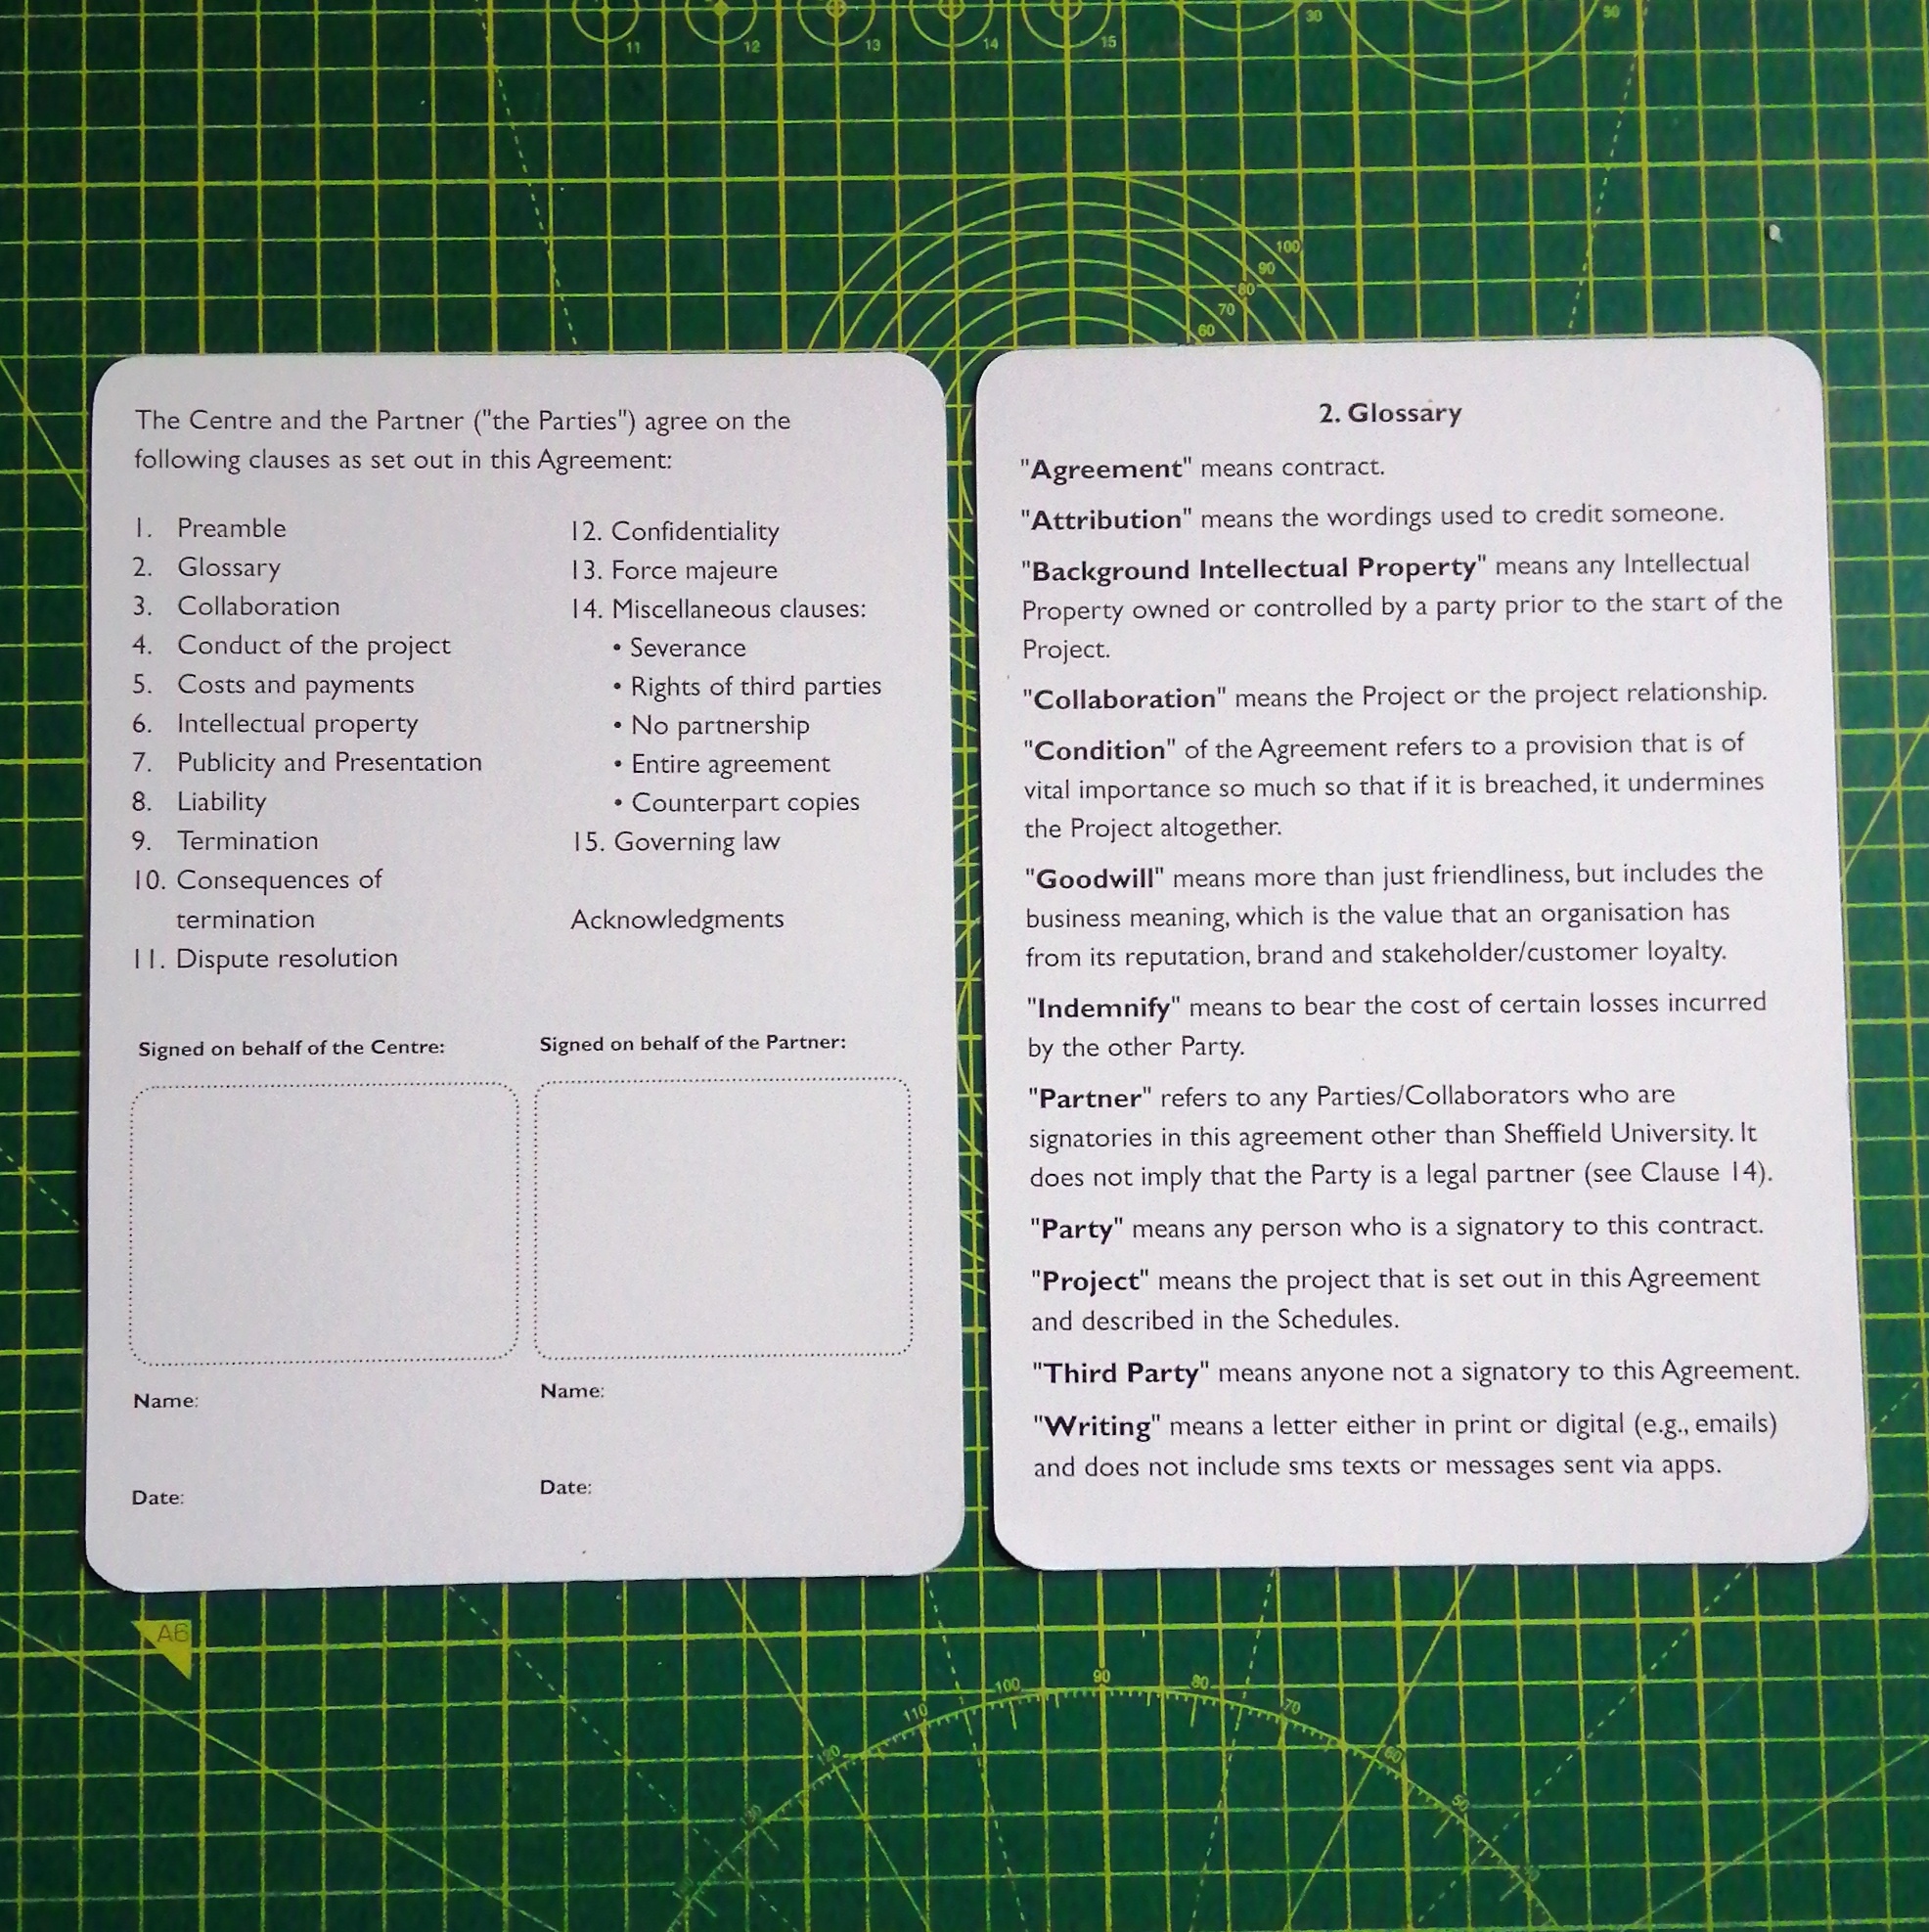 11
12
13
14
15
30
50
100
90
80
70
60
The Centre and the Partner ("the Parties") agree on the
following clauses as set out in this Agreement:
1. Preamble
2. Glossary
3. Collaboration
4. Conduct of the project
5. Costs and payments
6. Intellectual property
7. Publicity and Presentation
8. Liability
9. Termination
10. Consequences of
termination
11. Dispute resolution
12. Confidentiality
13. Force majeure
14. Miscellaneous clauses:
• Severance
• Rights of third parties
• No partnership
• Entire agreement
• Counterpart copies
15. Governing law
Acknowledgments
Signed on behalf of the Centre:
Name:
Date:
Signed on behalf of the Partner:
Name:
Date:
2. Glossary
"Agreement" means contract.
"Attribution" means the wordings used to credit someone.
"Background Intellectual Property" means any Intellectual
Property owned or controlled by a party prior to the start of the
Project.
"Collaboration" means the Project or the project relationship.
"Condition" of the Agreement refers to a provision that is of
vital importance so much so that if it is breached, it undermines
the Project altogether.
"Goodwill" means more than just friendliness, but includes the
business meaning, which is the value that an organisation has
from its reputation, brand and stakeholder/customer loyalty.
"Indemnify" means to bear the cost of certain losses incurred
by the other Party.
"Partner" refers to any Parties/Collaborators who are
signatories in this agreement other than Sheffield University. It
does not imply that the Party is a legal partner (see Clause 14).
"Party" means any person who is a signatory to this contract.
"Project" means the project that is set out in this Agreement
and described in the Schedules.
"Third Party" means anyone not a signatory to this Agreement.
"Writing" means a letter either in print or digital (e.g., emails)
and does not include sms texts or messages sent via apps.
A6
130
120
110
100
90
80
70
60
50